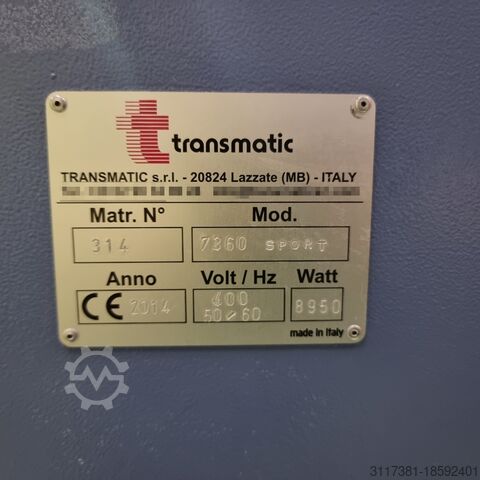 t transmatic
TRANSMATIC s.r.l. - 20824 Lazzate (MB) - ITALY
Matr. N° Mod.
314 7360 SPORT
Anno Volt / Hz Watt
CE 2014 400 8950
50/60
made in Italy
3117381-18592401